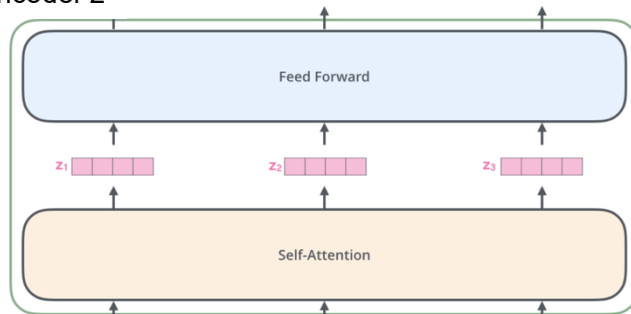 Feed Forward
z₁ z₂ z₃
Self-Attention